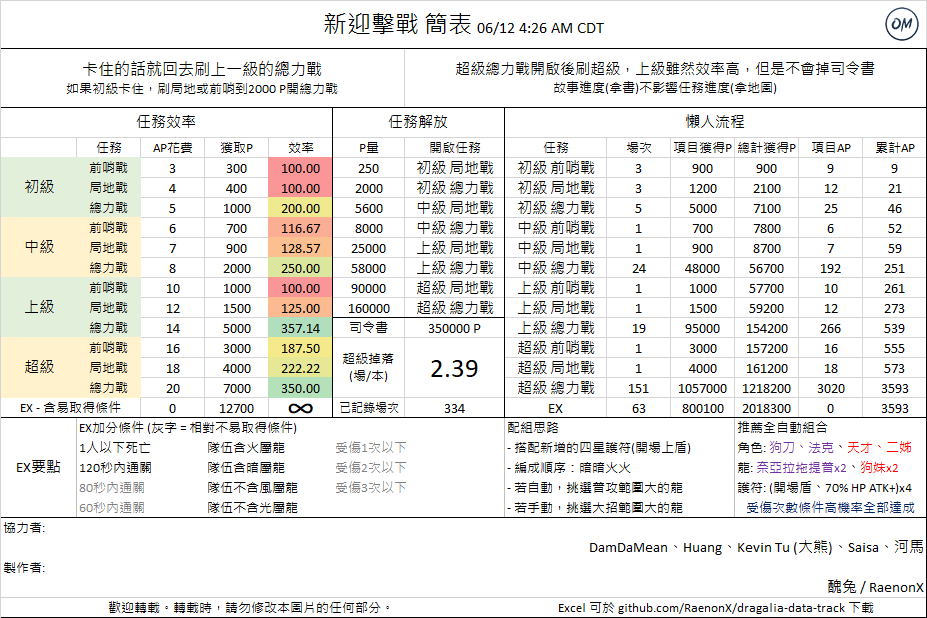 新迎擊戰 簡表 06/12 4:26 AM CDT
OM
卡住的話就回去刷上一級的總力戰
如果初級卡住，刷局地或前哨到2000 P開總力戰
超級總力戰開啟後刷超級，上級雖然效率高，但是不會掉司令書
故事進度(拿書)不影響任務進度(拿地圖)
任務效率 任務解放 懶人流程
任務 AP花費 獲取P 效率 P量 開啟任務 任務 場次 項目獲得P 總計獲得P 項目AP 累計AP
初級 前哨戰 3 300 100.00 250 初級 局地戰 初級 前哨戰 3 900 900 9 9
局地戰 4 400 100.00 2000 初級 總力戰 初級 局地戰 3 1200 2100 12 21
總力戰 5 1000 200.00 5600 中級 局地戰 初級 總力戰 5 5000 7100 25 46
中級 前哨戰 6 700 116.67 8000 中級 總力戰 中級 前哨戰 1 700 7800 6 52
局地戰 7 900 128.57 25000 上級 局地戰 中級 局地戰 1 900 8700 7 59
總力戰 8 2000 250.00 58000 上級 總力戰 中級 總力戰 24 48000 56700 192 251
上級 前哨戰 10 1000 100.00 90000 超級 局地戰 上級 前哨戰 1 1000 57700 10 261
局地戰 12 1500 125.00 160000 超級 總力戰 上級 局地戰 1 1500 59200 12 273
總力戰 14 5000 357.14 司令書 350000 P 上級 總力戰 19 95000 154200 266 539
超級 前哨戰 16 3000 187.50 超級掉落 (場/本) 2.39 超級 前哨戰 1 3000 157200 16 555
局地戰 18 4000 222.22 超級 局地戰 1 4000 161200 18 573
總力戰 20 7000 350.00 超級 總力戰 151 1057000 1218200 3020 3593
EX - 含易取得條件 0 12700 ∞ 已記錄場次 334 EX 63 800100 2018300 0 3593
EX要點
EX加分條件 (灰字 = 相對不易取得條件)
1人以下死亡 隊伍含火屬龍 受傷1次以下
120秒內通關 隊伍含暗屬龍 受傷2次以下
80秒內通關 隊伍不含風屬龍 受傷3次以下
60秒內通關 隊伍不含光屬龍
配組思路
- 搭配新增的四星護符(開場上盾)
- 編成順序：暗暗火火
- 若自動，挑選普攻範圍大的龍
- 若手動，挑選大招範圍大的龍
推薦全自動組合
角色: 狗刀、法克、天才、二姊
龍: 奈亞拉拖提普x2、狗妹x2
護符: (開場盾、70% HP ATK+)x4
受傷次數條件高機率全部達成
協力者:
DamDaMean、Huang、Kevin Tu (大熊)、Saisa、河馬
製作者:
醜兔 / RaenonX
歡迎轉載。轉載時，請勿修改本圖片的任何部分。
Excel 可於 github.com/RaenonX/dragalia-data-track 下載